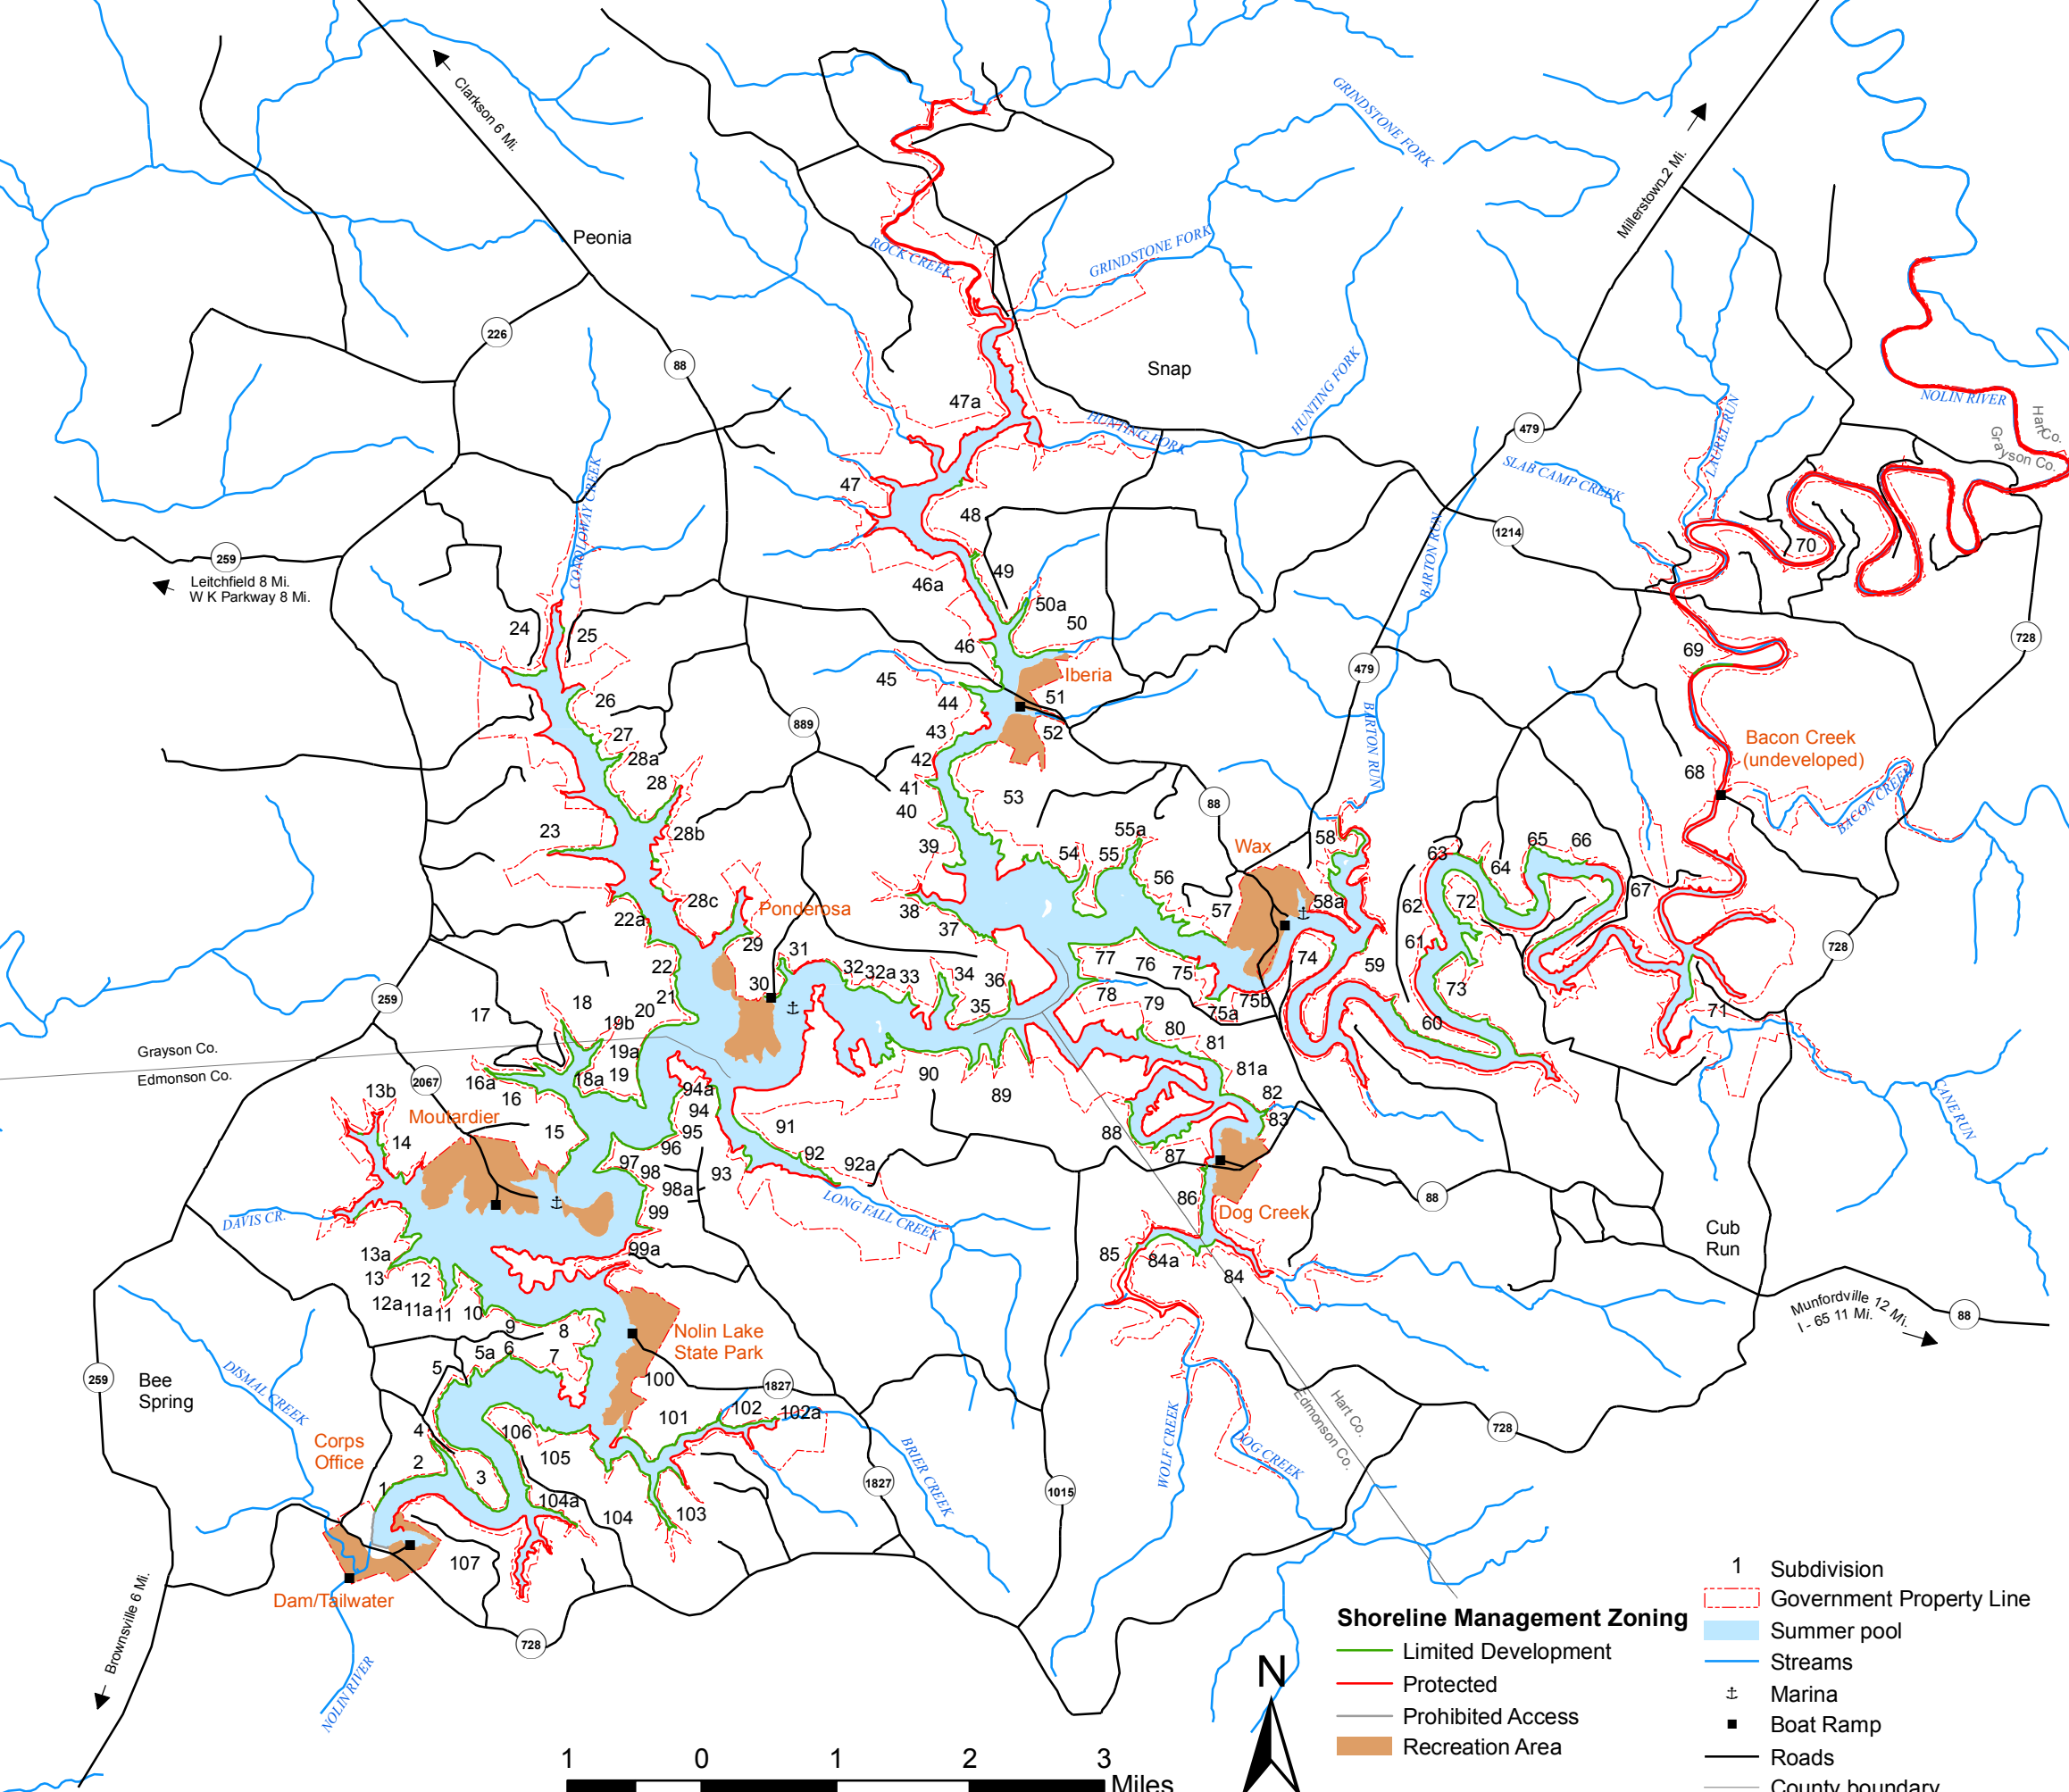 GRINDSTONE FORK
Clarkson 6 Mi.
Millerstown 2 Mi.
Peonia
ROCK CREEK
GRINDSTONE FORK
226
88
Snap
HUNTING FORK
NOLIN RIVER
Hart Co.
Grayson Co.
47a
HUNTING FORK
479
LAUREL RUN
SLAB CAMP CREEK
47
48
CONOLOWAY CREEK
BARTON RUN
1214
70
259
Leitchfield 8 Mi.
W K Parkway 8 Mi.
46a
49
50a
50
24
25
728
46
69
479
45
Iberia
26
44
51
BARTON RUN
889
43
52
27
28a
42
Bacon Creek
(undeveloped)
28
41
53
68
40
88
BACON CREEK
23
28b
55a
58
39
54
55
Wax
63
65
66
64
56
67
28c
Ponderosa
38
57
58a
62
72
22a
37
29
31
61
728
22
30
32
32a
33
34
36
77
76
75
74
59
21
35
78
79
75a
75b
73
259
17
18
20
19b
80
60
71
Grayson Co.
19a
81
Edmonson Co.
2067
16a
18a
19
90
89
81a
13b
94a
82
16
94
83
CANE RUN
Moutardier
14
15
95
91
88
96
92
87
97
98
93
92a
98a
86
88
DAVIS CR.
99
LONG FALL CREEK
Dog Creek
Cub
Run
13a
99a
85
84a
84
13
12
12a
11a
11
10
9
Munfordville 12 Mi.
I - 65 11 Mi.
88
8
Nolin Lake
State Park
5a
6
7
5
259
Bee
Spring
DISMAL CREEK
100
1827
Hart Co.
Edmonson Co.
101
102
102a
728
4
106
Corps
Office
105
2
BRIER CREEK
WOLF CREEK
DOG CREEK
3
1
1827
1015
104a
104
103
107
Dam/Tailwater
Brownsville 6 Mi.
728
NOLIN RIVER
N
Shoreline Management Zoning
Limited Development
Protected
Prohibited Access
Recreation Area
1 Subdivision
Government Property Line
Summer pool
Streams
Marina
Boat Ramp
Roads
County boundary
1 0 1 2 3
Miles